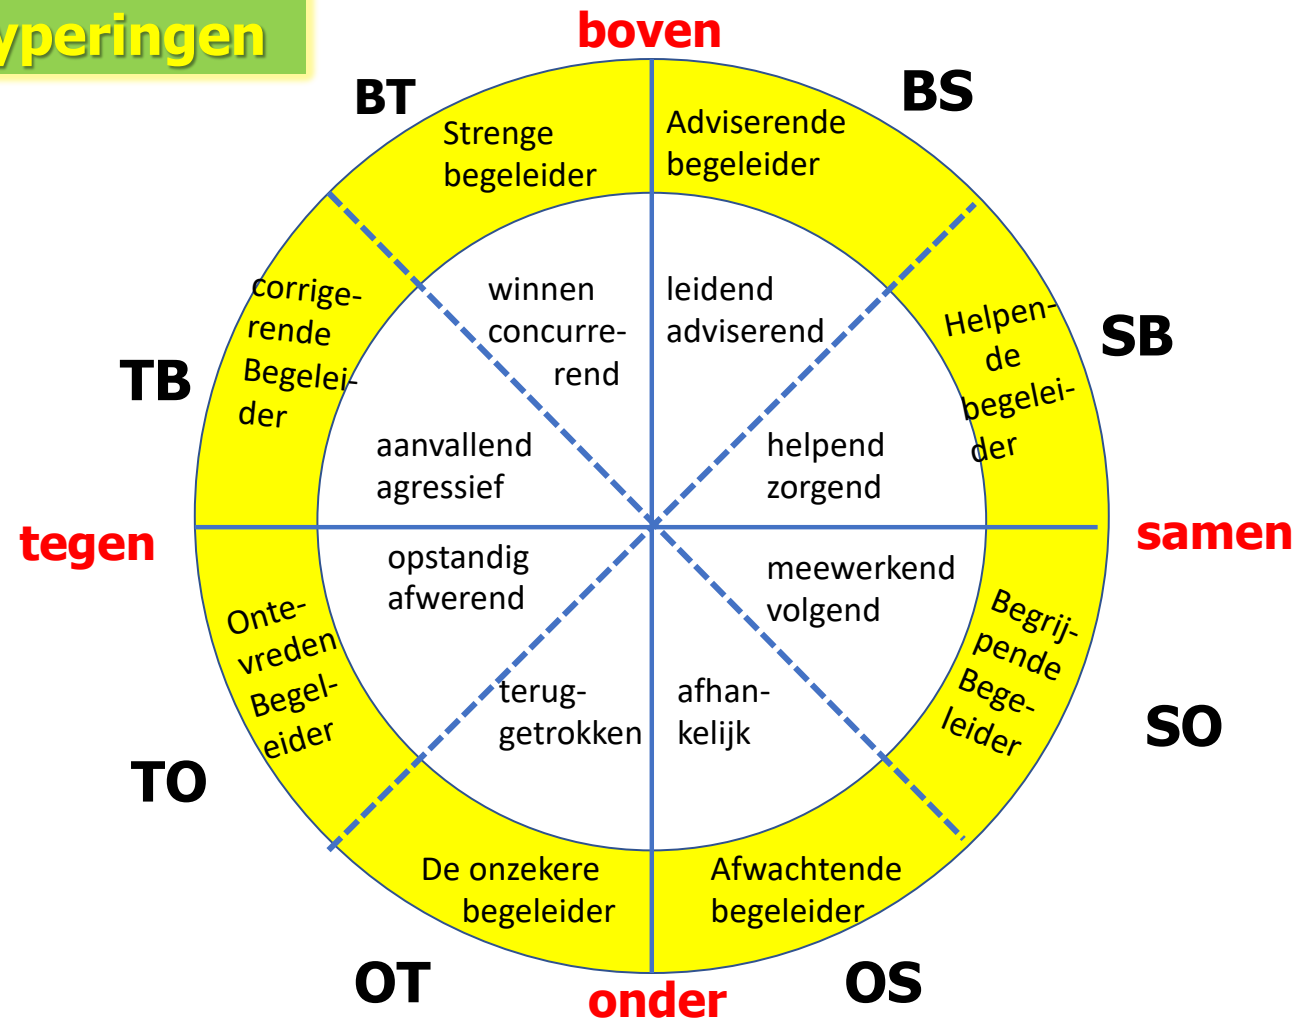 yperingen
boven
BT
BS
Strenge
begeleider
Adviserende
begeleider
corrige-
rende
Begelei-
der
winnen
concurre-
rend
leidend
adviserend
Helpen-
de
begelei-
der
TB
SB
aanvallend
agressief
helpend
zorgend
tegen
samen
opstandig
afwerend
meewerkend
volgend
Onte-
vreden
Begel-
eider
Begrij-
pende
Bege-
leider
terug-
getrokken
afhan-
kelijk
TO
SO
De onzekere
begeleider
Afwachtende
begeleider
OT
onder
OS